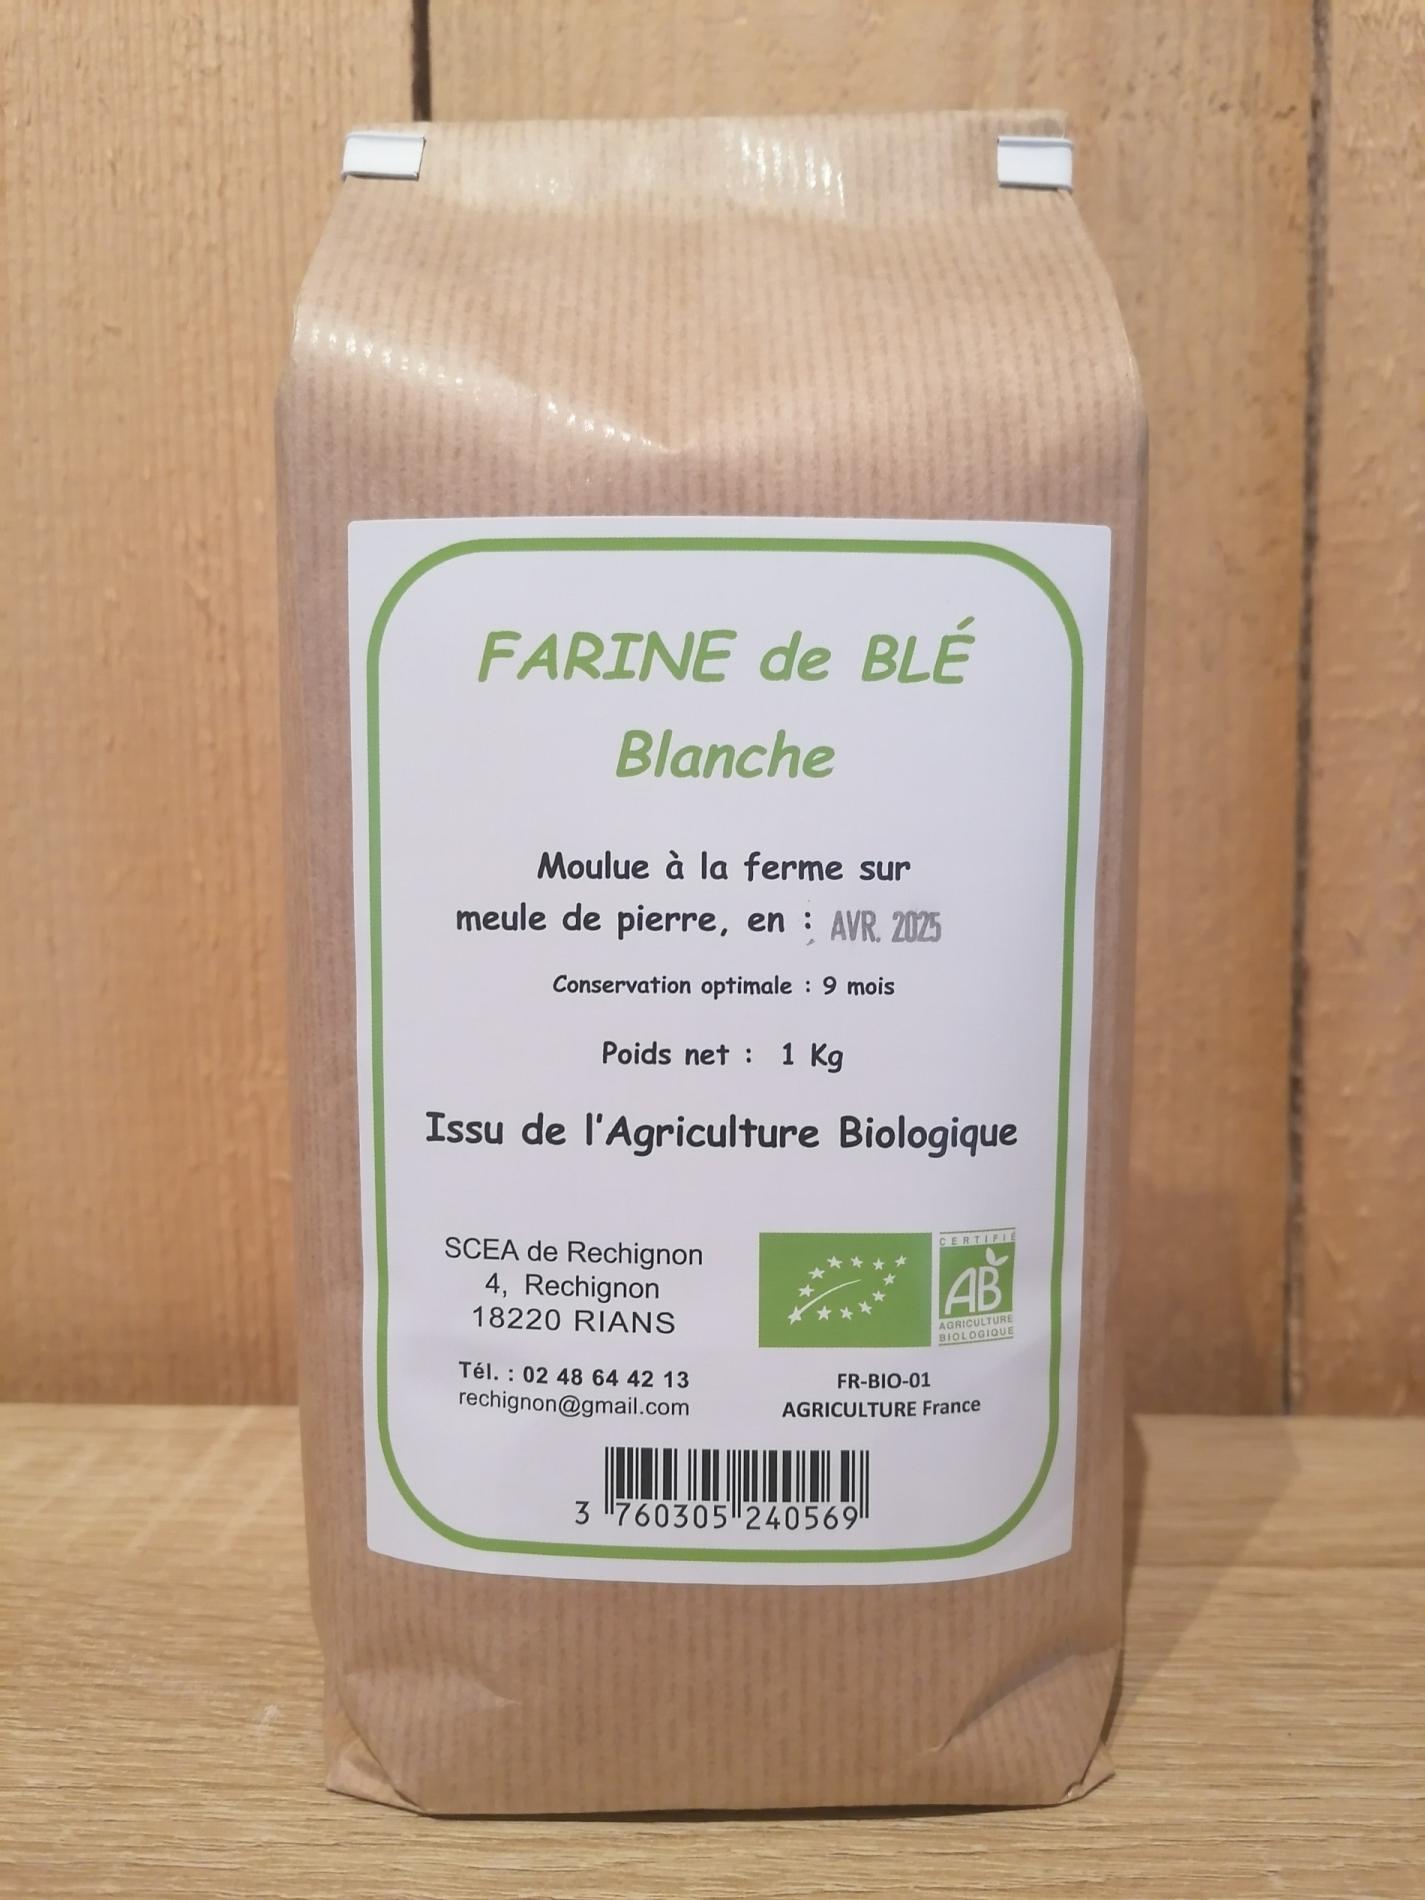 FARINE de BLÉ
Blanche
Moulue à la ferme sur
meule de pierre, en : AVR. 2025
Conservation optimale : 9 mois
Poids net : 1 Kg
Issu de l'Agriculture Biologique
SCEA de Rechignon
4, Rechignon
18220 RIANS
Tél. : 02 48 64 42 13
rechignon@gmail.com
CERTIFIÉ
AB
AGRICULTURE
BIOLOGIQUE
FR-BIO-01
AGRICULTURE France
3 760305 240569